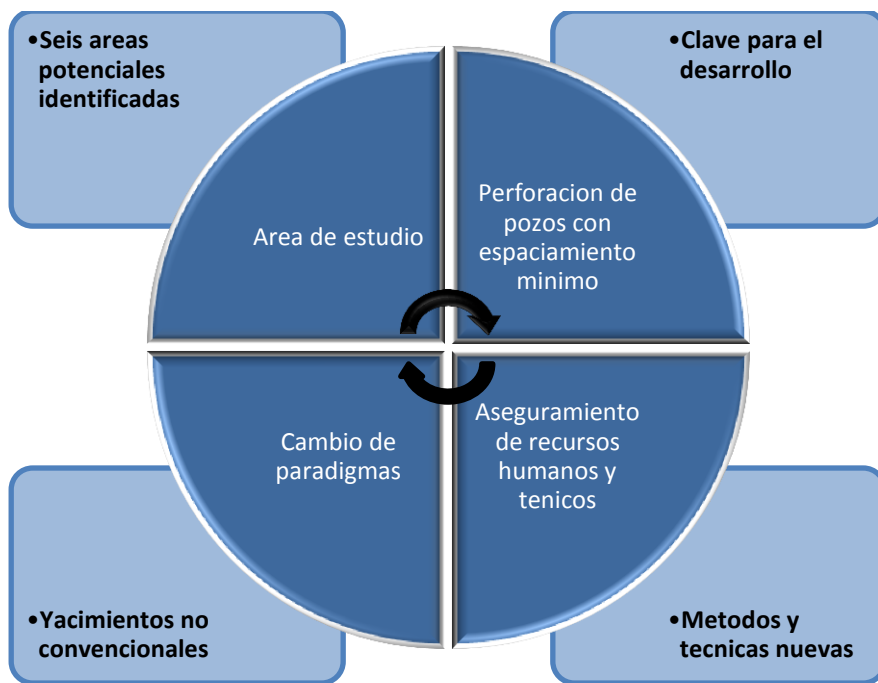 •Seis areas
potenciales
identificadas
•Clave para el
desarrollo
Area de estudio
Perforacion de
pozos con
espaciamiento
minimo
Cambio de
paradigmas
Aseguramiento
de recursos
humanos y
tenicos
•Yacimientos no
convencionales
•Metodos y
tecnicas nuevas